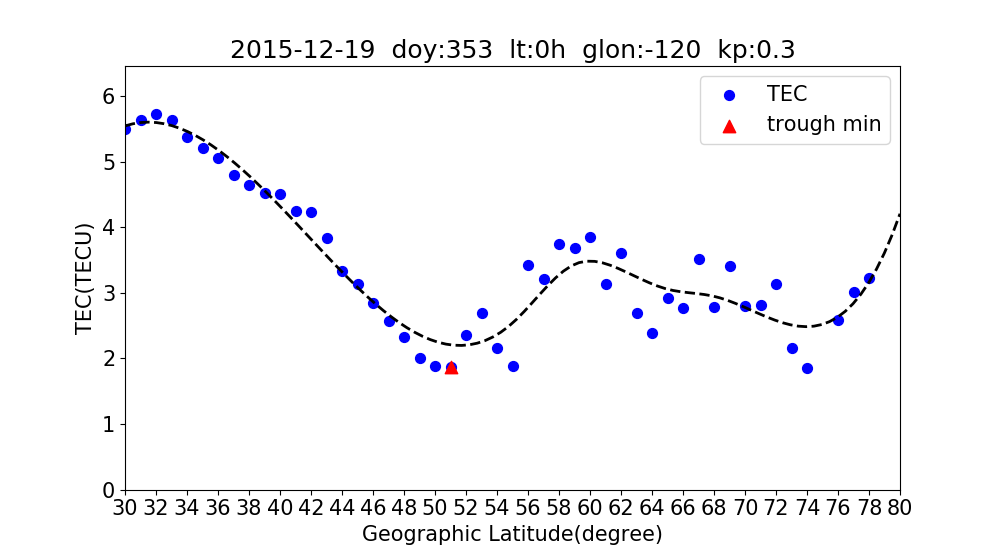 2015-12-19 doy:353 lt:0h glon:-120 kp:0.3
TEC
trough min
6
5
4
3
2
1
0
TEC(TECU)
30 32 34 36 38 40 42 44 46 48 50 52 54 56 58 60 62 64 66 68 70 72 74 76 78 80
Geographic Latitude(degree)